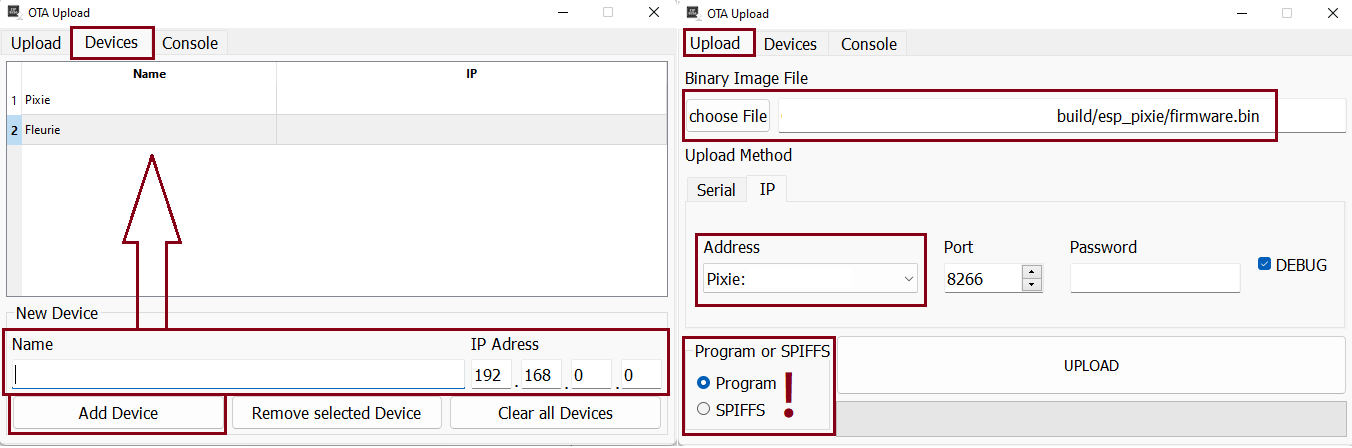 OTA Upload
Upload Devices Console
Name IP
1 Pixie
2 Fleurie
New Device
Name IP Adress
192 . 168 . 0 . 0
Add Device Remove selected Device Clear all Devices
OTA Upload
Upload Devices Console
Binary Image File
choose File build/esp_pixie/firmware.bin
Upload Method
Serial IP
Address Port Password
Pixie: 8266 DEBUG
Program or SPIFFS
Program !
SPIFFS
UPLOAD